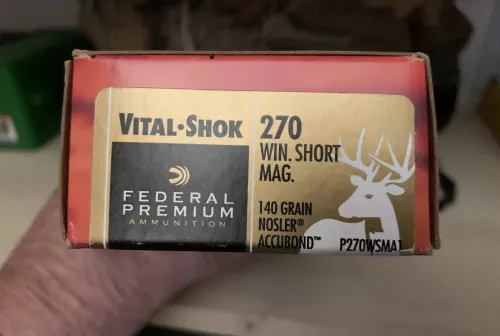 VITAL•SHOK
FEDERAL
PREMIUM
AMMUNITION
270
WIN. SHORT
MAG.
140 GRAIN
NOSLER®
ACCUBOND™
P270WSMA1